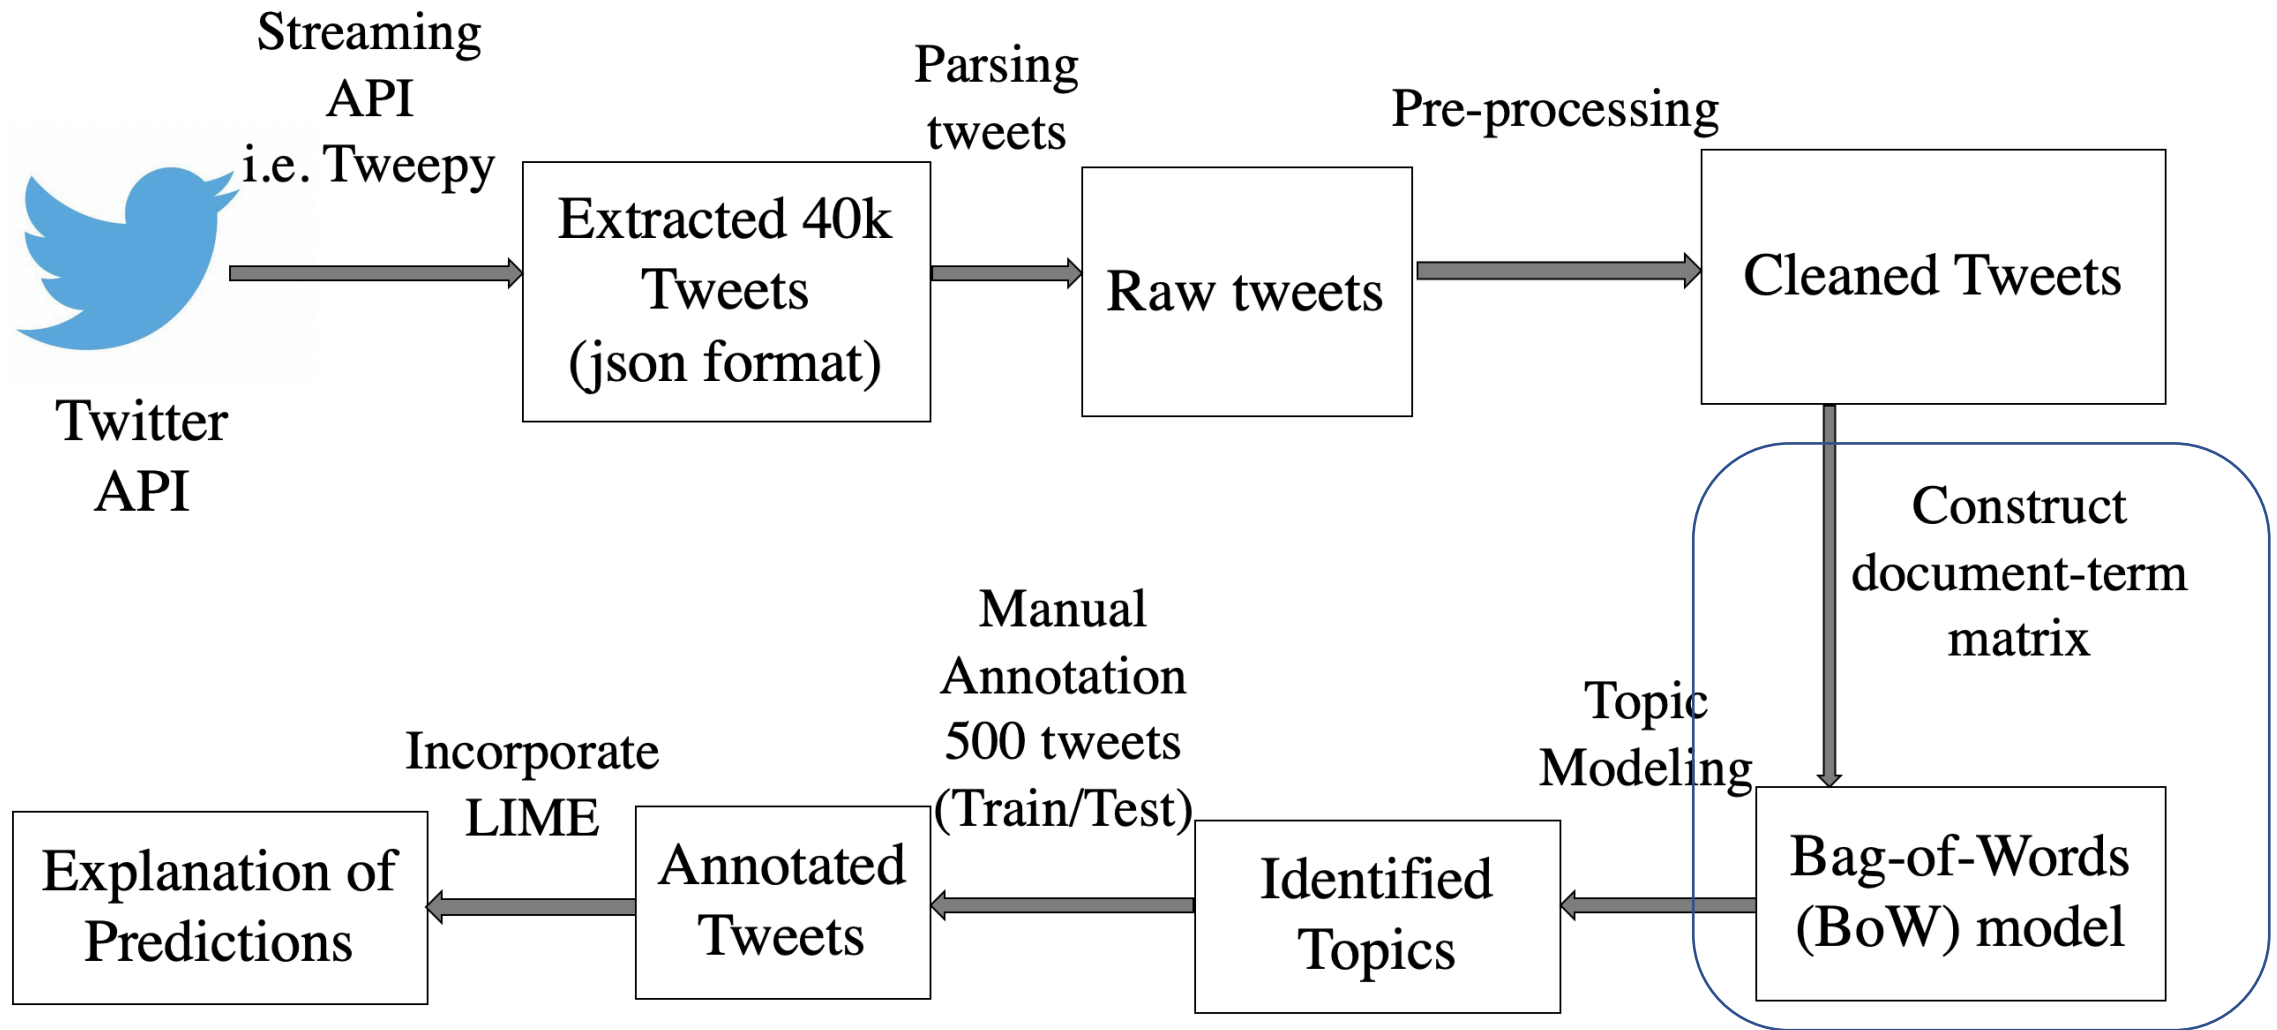 Streaming
API
i.e. Tweepy
Twitter
API
Extracted 40k
Tweets
(json format)
Parsing
tweets
Raw tweets
Pre-processing
Cleaned Tweets
Construct
document-term
matrix
Bag-of-Words
(BoW) model
Topic
Modeling
Identified
Topics
Manual
Annotation
500 tweets
(Train/Test)
Annotated
Tweets
Incorporate
LIME
Explanation of
Predictions